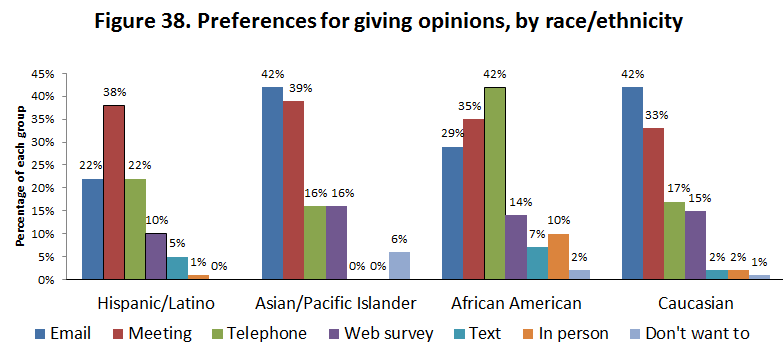 Figure 38. Preferences for giving opinions, by race/ethnicity
Percentage of each group
45%
40%
35%
30%
25%
20%
15%
10%
5%
0%
22%
38%
22%
10%
5%
1%
0%
42%
39%
16%
16%
0%
0%
6%
29%
35%
42%
14%
7%
10%
2%
42%
33%
17%
15%
2%
2%
1%
Hispanic/Latino
Asian/Pacific Islander
African American
Caucasian
Email
Meeting
Telephone
Web survey
Text
In person
Don't want to